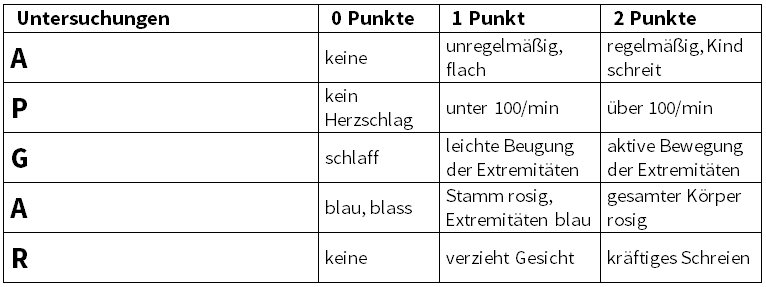 Untersuchungen 0 Punkte 1 Punkt 2 Punkte
A keine unregelmäßig, flach regelmäßig, Kind schreit
P kein Herzschlag unter 100/min über 100/min
G schlaff leichte Beugung der Extremitäten aktive Bewegung der Extremitäten
A blau, blass Stamm rosig, Extremitäten blau gesamter Körper rosig
R keine verzieht Gesicht kräftiges Schreien